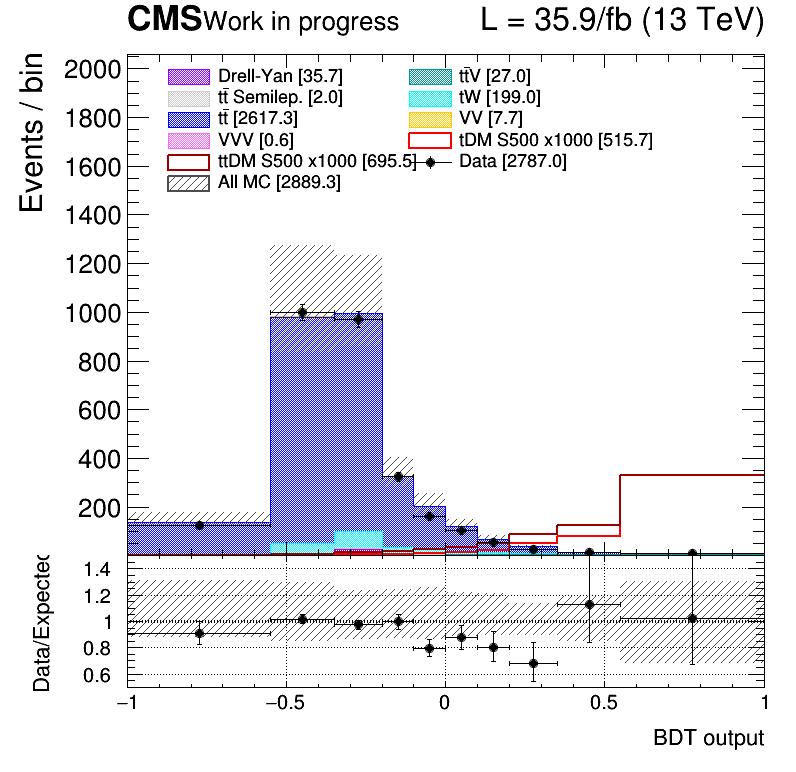 CMS Work in progress L = 35.9/fb (13 TeV)
Events / bin
2000
1800
1600
1400
1200
1000
800
600
400
200
Drell-Yan [35.7] tt̄V [27.0]
tt̄ Semilep. [2.0] tW [199.0]
tt̄ [2617.3] VV [7.7]
VVV [0.6] tDM S500 x1000 [515.7]
ttDM S500 x1000 [695.5] Data [2787.0]
All MC [2889.3]
Data/Expected
1.4
1.2
1
0.8
0.6
−1 −0.5 0 0.5 1
BDT output